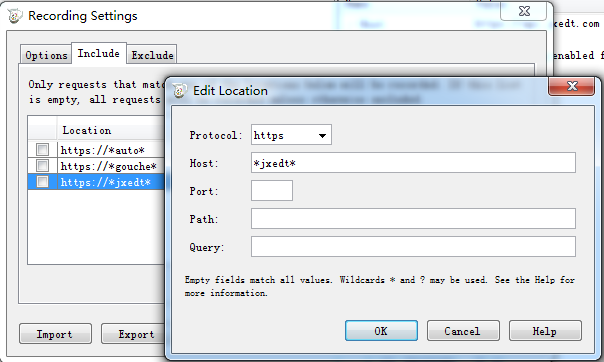 Recording Settings
Options
Include
Exclude
Only requests that mat
is empty, all requests
Location
https://*auto*
https://*gouche*
https://*jxedt*
Import
Export
xedt.com
enabled f
Edit Location
Protocol:
https
Host:
*jxedt*
Port:
Path:
Query:
Empty fields match all values. Wildcards * and ? may be used. See the Help for
more information.
OK
Cancel
Help